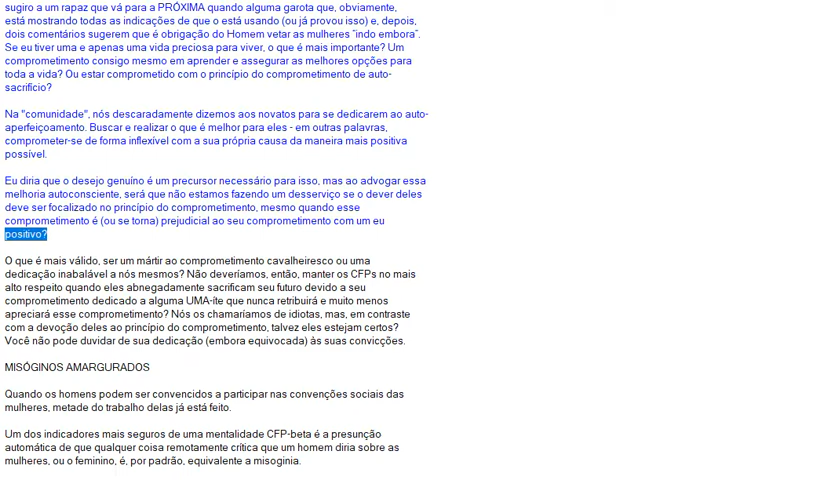 sugiro a um rapaz que vá para a PRÓXIMA quando alguma garota que, obviamente,
está mostrando todas as indicações de que o está usando (ou já provou isso) e, depois,
dois comentários sugerem que é obrigação do Homem vetar as mulheres "indo embora".
Se eu tiver uma e apenas uma vida preciosa para viver, o que é mais importante? Um
comprometimento consigo mesmo em aprender e assegurar as melhores opções para
toda a vida? Ou estar comprometido com o princípio do comprometimento de auto-
sacrifício?
Na "comunidade", nós descaradamente dizemos aos novatos para se dedicarem ao auto-
aperfeiçoamento. Buscar e realizar o que é melhor para eles - em outras palavras,
comprometer-se de forma inflexível com a sua própria causa da maneira mais positiva
possível.
Eu diria que o desejo genuíno é um precursor necessário para isso, mas ao advogar essa
melhoria autoconsciente, será que não estamos fazendo um desserviço se o dever deles
deve ser focalizado no princípio do comprometimento, mesmo quando esse
comprometimento é (ou se torna) prejudicial ao seu comprometimento com um eu
positivo?
O que é mais válido, ser um mártir ao comprometimento cavalheiresco ou uma
dedicação inabalável a nós mesmos? Não deveríamos, então, manter os CFPs no mais
alto respeito quando eles abnegadamente sacrificam seu futuro devido a seu
comprometimento dedicado a alguma UMA-íte que nunca retribuirá e muito menos
apreciará esse comprometimento? Nós os chamaríamos de idiotas, mas, em contraste
com a devoção deles ao princípio do comprometimento, talvez eles estejam certos?
Você não pode duvidar de sua dedicação (embora equivocada) às suas convicções.
MISÓGINOS AMARGURADOS
Quando os homens podem ser convencidos a participar nas convenções sociais das
mulheres, metade do trabalho delas já está feito.
Um dos indicadores mais seguros de uma mentalidade CFP-beta é a presunção
automática de que qualquer coisa remotamente crítica que um homem diria sobre as
mulheres, ou o feminino, é, por padrão, equivalente a misoginia.